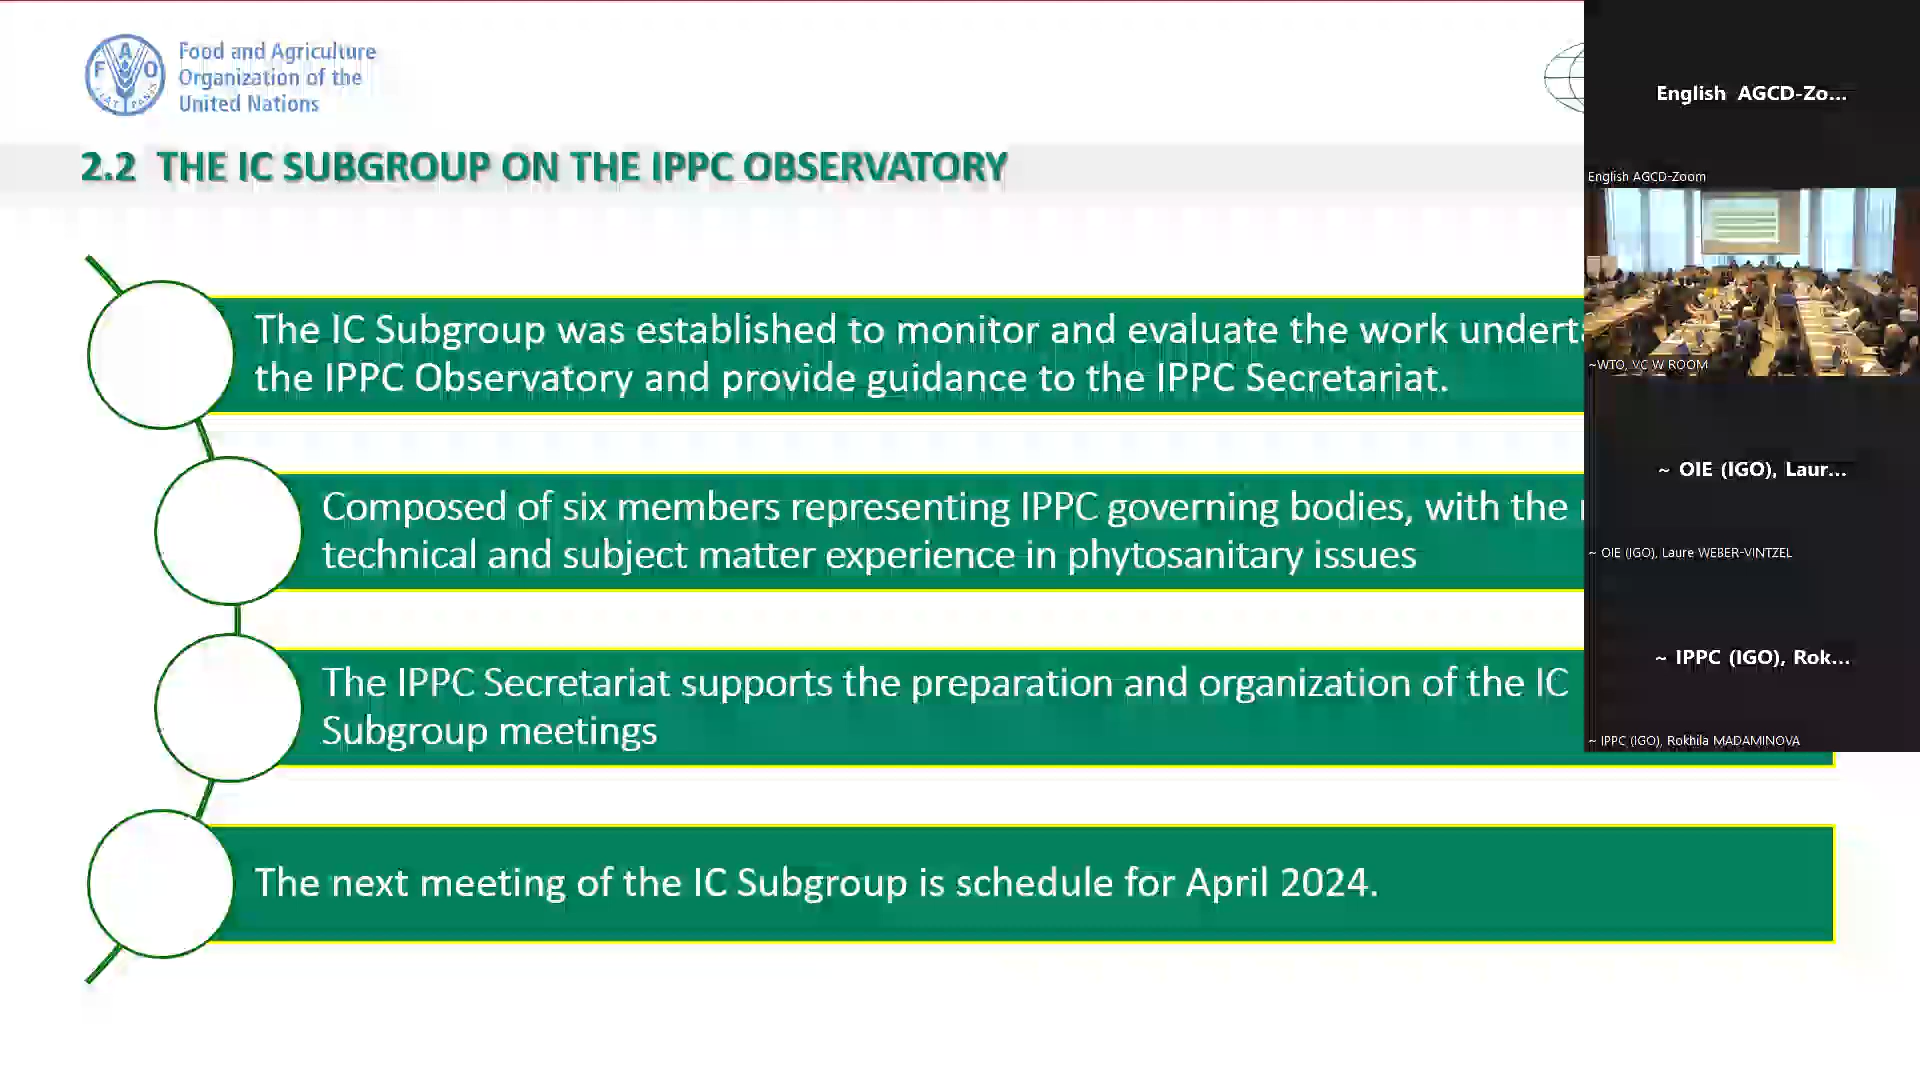 Food and Agriculture
Organization of the
United Nations
F A O
FIAT PANIS
2.2 THE IC SUBGROUP ON THE IPPC OBSERVATORY
The IC Subgroup was established to monitor and evaluate the work
the IPPC Observatory and provide guidance to the IPPC Secretariat.
Composed of six members representing IPPC governing bodies, with the
technical and subject matter experience in phytosanitary issues
The IPPC Secretariat supports the preparation and organization of the IC
Subgroup meetings
The next meeting of the IC Subgroup is schedule for April 2024.
English AGCD-Zo...
English AGCD-Zoom
~WTO, VC W ROOM
~ OIE (IGO), Laur...
~ OIE (IGO), Laure WEBER-VINTZEL
~ IPPC (IGO), Rok...
~ IPPC (IGO), Rokhila MADAMINOVA